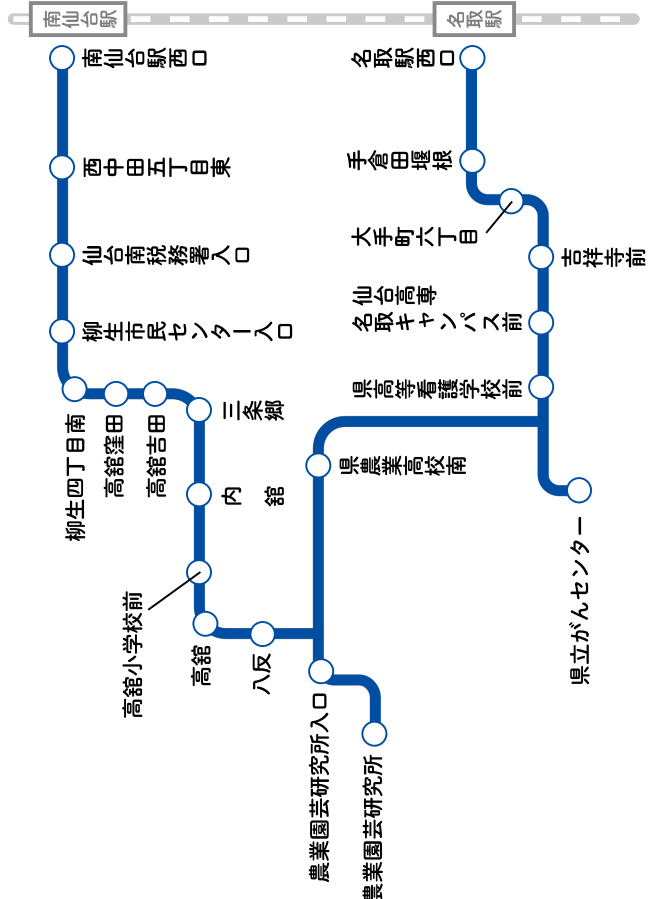 南仙台駅
名取駅
南仙台駅西口
西中田五丁目東
仙台南税務署入口
柳生市民センター入口
柳生四丁目南
高舘窪田
高舘吉田
三条郷
内 舘
高舘小学校前
高舘
八反
農業園芸研究所入口
農業園芸研究所
名取駅西口
手倉田堰根
大手町六丁目
吉祥寺前
仙台高専
名取キャンパス前
県高等看護学校前
県農業高校南
県立がんセンター